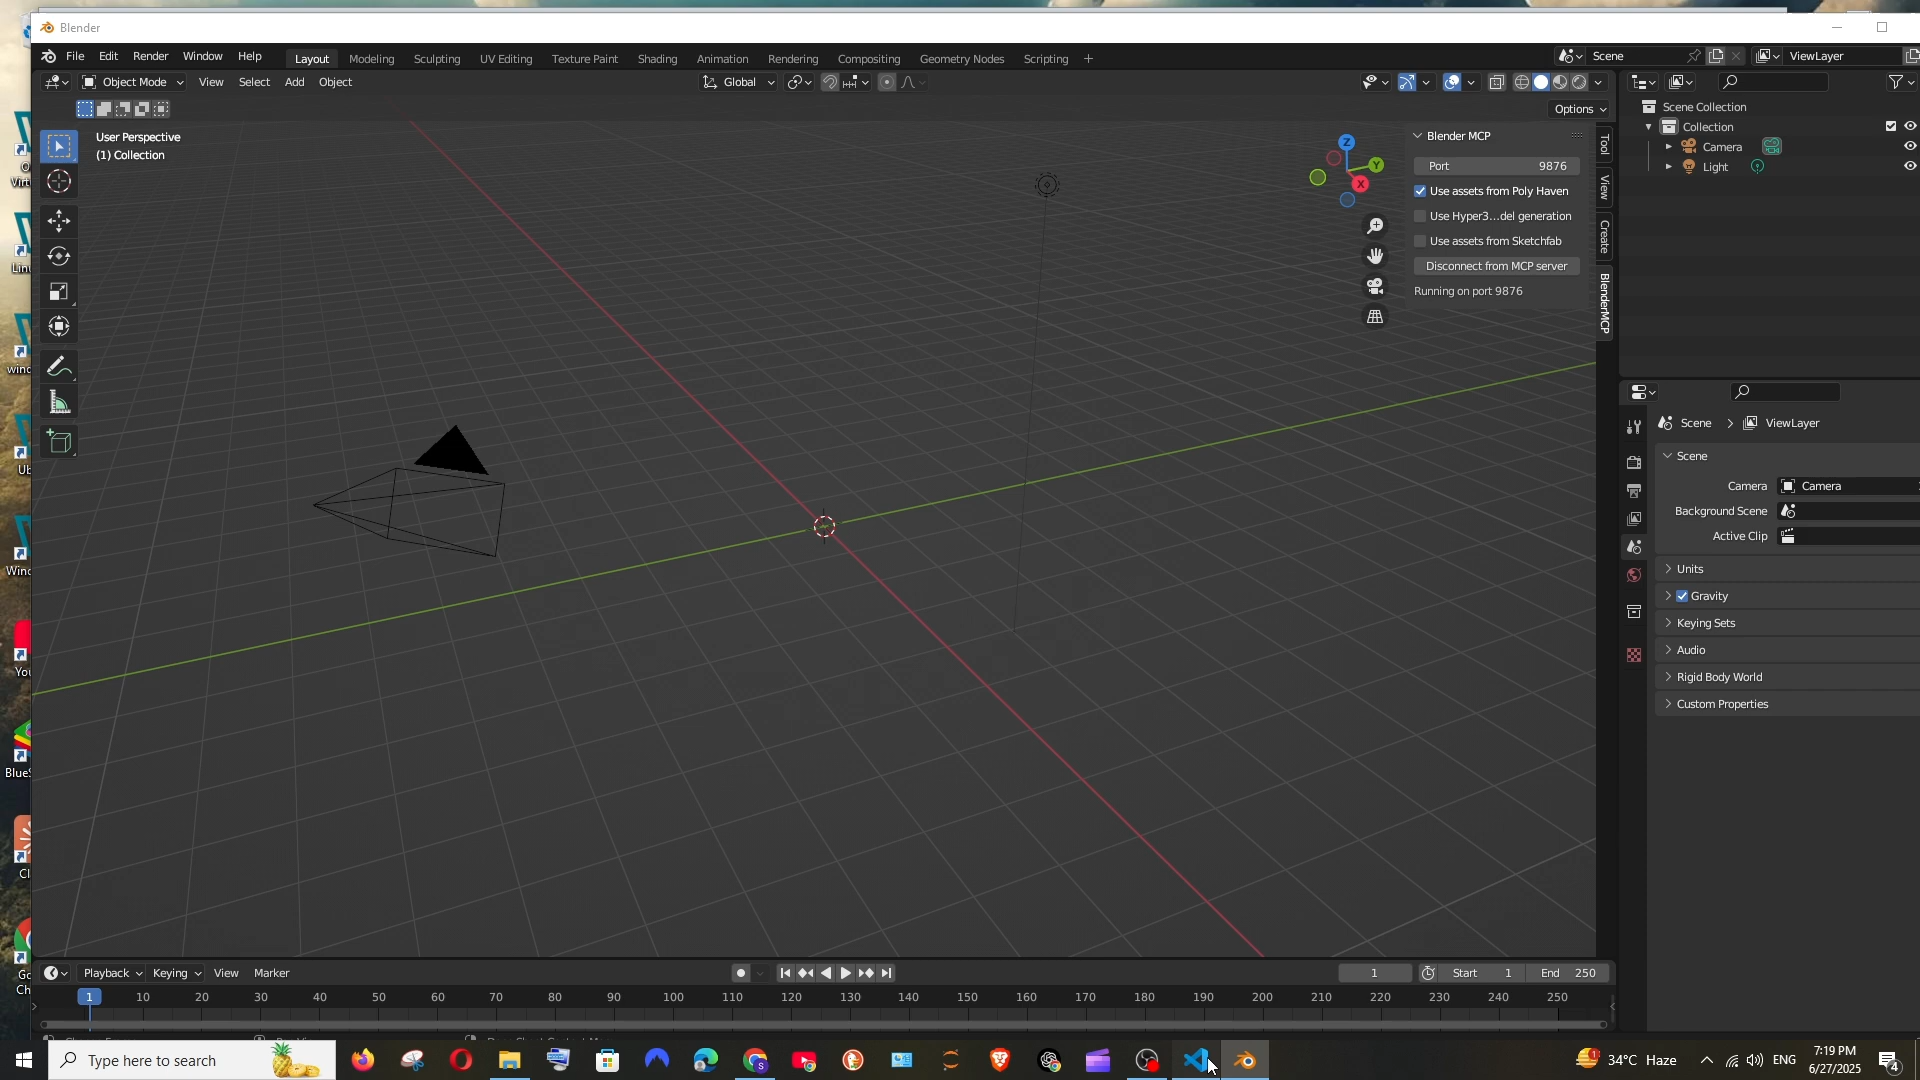 Blender
File Edit Render Window Help Layout Modeling Sculpting UV Editing Texture Paint Shading Animation Rendering Compositing Geometry Nodes Scripting + Scene ViewLayer
Object Mode View Select Add Object Global
Options
User Perspective
(1) Collection
Z
Y
X
Blender MCP
Port 9876
Use assets from Poly Haven
Use Hyper3...del generation
Use assets from Sketchfab
Disconnect from MCP server
Running on port 9876
Tool
View
Create
BlenderMCP
Scene Collection
Collection
Camera
Light
Scene > ViewLayer
Scene
Camera Camera
Background Scene
Active Clip
Units
Gravity
Keying Sets
Audio
Rigid Body World
Custom Properties
Playback Keying View Marker 1 Start 1 End 250
1 10 20 30 40 50 60 70 80 90 100 110 120 130 140 150 160 170 180 190 200 210 220 230 240 250
Type here to search
34°C Haze ENG
7:19 PM
6/27/2025
4